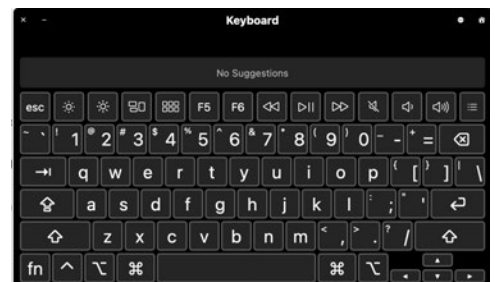 Keyboard
No Suggestions
esc F5 F6
~ ` ! 1 @ 2 # 3 $ 4 % 5 ^ 6 & 7 * 8 ( 9 ) 0 _ - + =
q w e r t y u i o p { [ } ] | \
a s d f g h j k l : ; " '
z x c v b n m < , > . ? /
fn ^ ⌥ ⌘ ⌘ ⌥